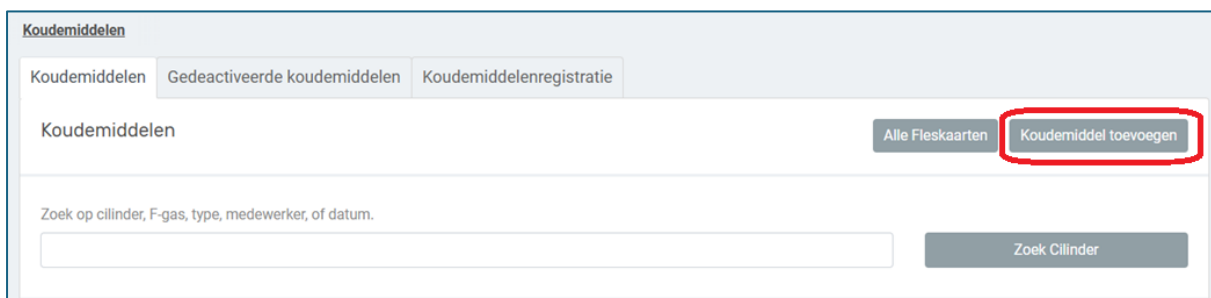 Koudemiddelen
Koudemiddelen Gedeactiveerde koudemiddelen Koudemiddelenregistratie
Koudemiddelen Alle Fleskaarten Koudemiddel toevoegen
Zoek op cilinder, F-gas, type, medewerker, of datum.
Zoek Cilinder